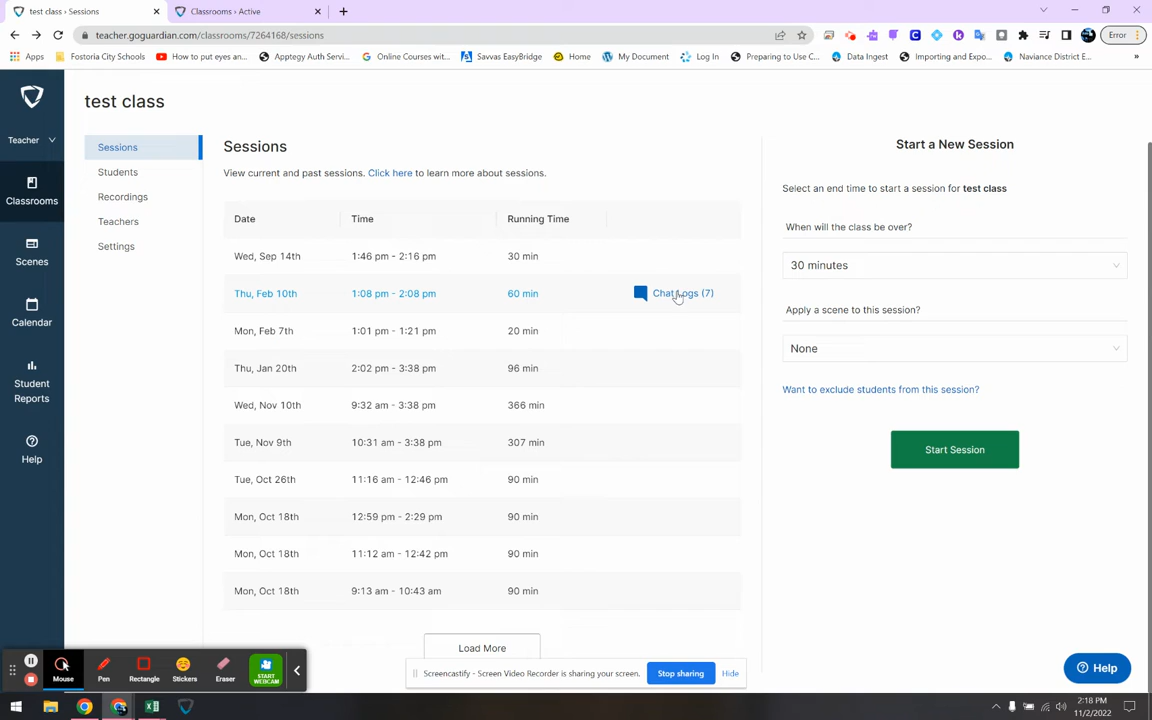 test class › Sessions
Classrooms › Active
teacher.goguardian.com/classrooms/7264168/sessions
Error
Apps
Fostoria City Schools
How to put eyes an...
Apptegy Auth Servi...
Online Courses wit...
Savvas EasyBridge
Home
My Document
Log In
Preparing to Use C...
Data Ingest
Importing and Expo...
Naviance District E...
»
Teacher
Classrooms
Scenes
Calendar
Student
Reports
Help
test class
Sessions
Students
Recordings
Teachers
Settings
Sessions
View current and past sessions. Click here to learn more about sessions.
Date Time Running Time
Wed, Sep 14th 1:46 pm - 2:16 pm 30 min
Thu, Feb 10th 1:08 pm - 2:08 pm 60 min Chat Logs (7)
Mon, Feb 7th 1:01 pm - 1:21 pm 20 min
Thu, Jan 20th 2:02 pm - 3:38 pm 96 min
Wed, Nov 10th 9:32 am - 3:38 pm 366 min
Tue, Nov 9th 10:31 am - 3:38 pm 307 min
Tue, Oct 26th 11:16 am - 12:46 pm 90 min
Mon, Oct 18th 12:59 pm - 2:29 pm 90 min
Mon, Oct 18th 11:12 am - 12:42 pm 90 min
Mon, Oct 18th 9:13 am - 10:43 am 90 min
Load More
Start a New Session
Select an end time to start a session for test class
When will the class be over?
30 minutes
Apply a scene to this session?
None
Want to exclude students from this session?
Start Session
Help
Mouse
Pen
Rectangle
Stickers
Eraser
START
WEBCAM
Screencastify - Screen Video Recorder is sharing your screen.
Stop sharing
Hide
2:18 PM
11/2/2022